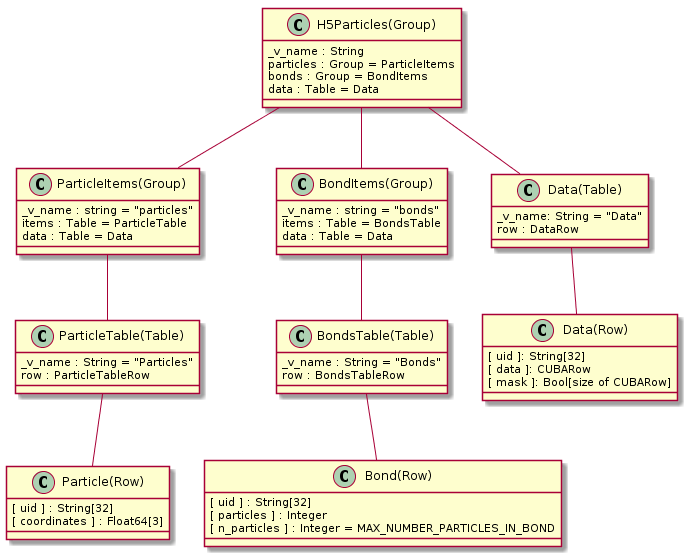 C H5Particles(Group)
_v_name : String
particles : Group = ParticleItems
bonds : Group = BondItems
data : Table = Data
C ParticleItems(Group)
_v_name : string = "particles"
items : Table = ParticleTable
data : Table = Data
C BondItems(Group)
_v_name : string = "bonds"
items : Table = BondsTable
data : Table = Data
C Data(Table)
_v_name: String = "Data"
row : DataRow
C ParticleTable(Table)
_v_name : String = "Particles"
row : ParticleTableRow
C BondsTable(Table)
_v_name : String = "Bonds"
row : BondsTableRow
C Data(Row)
[ uid ]: String[32]
[ data ]: CUBARow
[ mask ]: Bool[size of CUBARow]
C Particle(Row)
[ uid ] : String[32]
[ coordinates ] : Float64[3]
C Bond(Row)
[ uid ] : String[32]
[ particles ] : Integer
[ n_particles ] : Integer = MAX_NUMBER_PARTICLES_IN_BOND